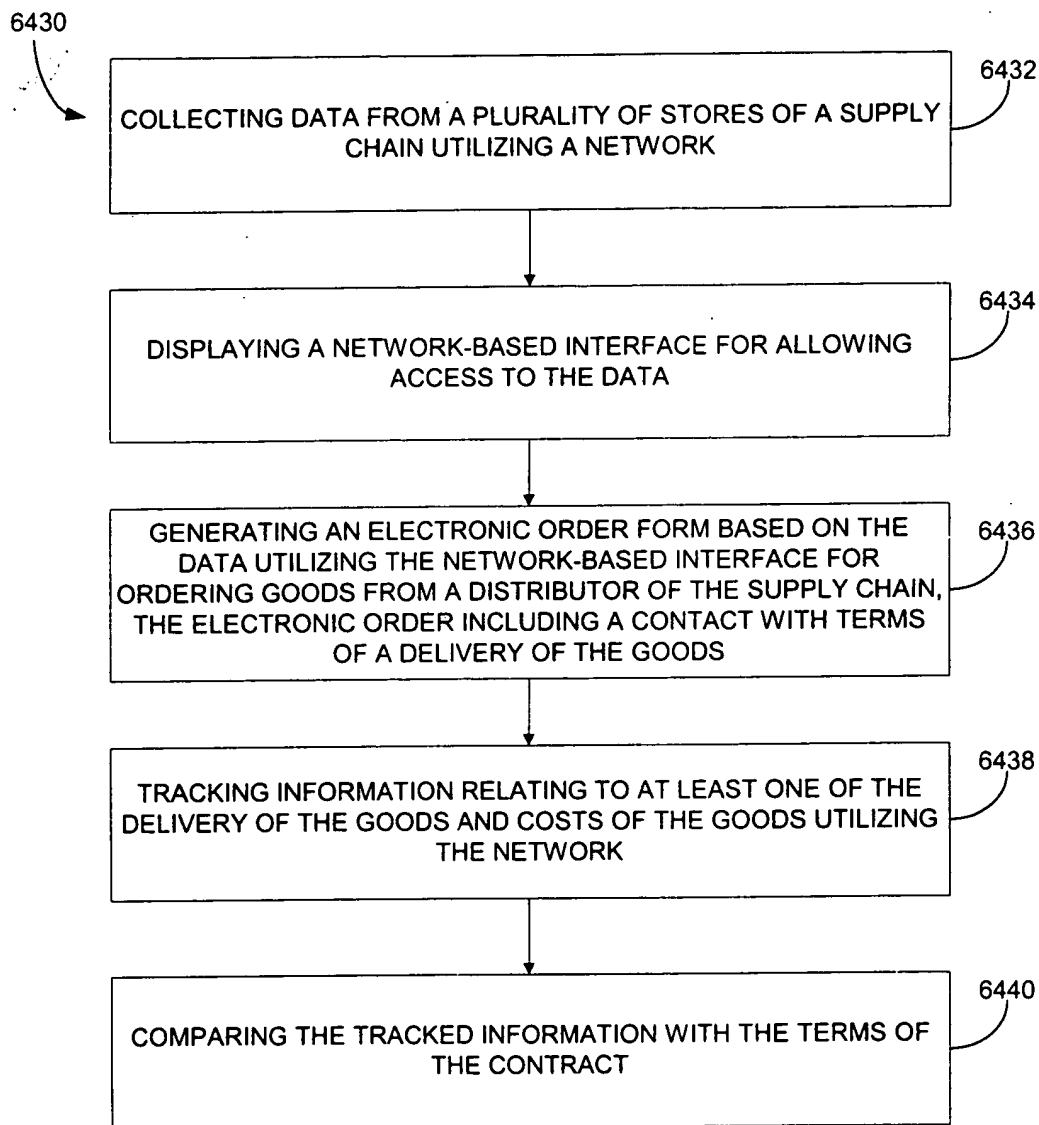 6430
6432
COLLECTING DATA FROM A PLURALITY OF STORES OF A SUPPLY
CHAIN UTILIZING A NETWORK
6434
DISPLAYING A NETWORK-BASED INTERFACE FOR ALLOWING
ACCESS TO THE DATA
6436
GENERATING AN ELECTRONIC ORDER FORM BASED ON THE
DATA UTILIZING THE NETWORK-BASED INTERFACE FOR
ORDERING GOODS FROM A DISTRIBUTOR OF THE SUPPLY CHAIN,
THE ELECTRONIC ORDER INCLUDING A CONTACT WITH TERMS
OF A DELIVERY OF THE GOODS
6438
TRACKING INFORMATION RELATING TO AT LEAST ONE OF THE
DELIVERY OF THE GOODS AND COSTS OF THE GOODS UTILIZING
THE NETWORK
6440
COMPARING THE TRACKED INFORMATION WITH THE TERMS OF
THE CONTRACT